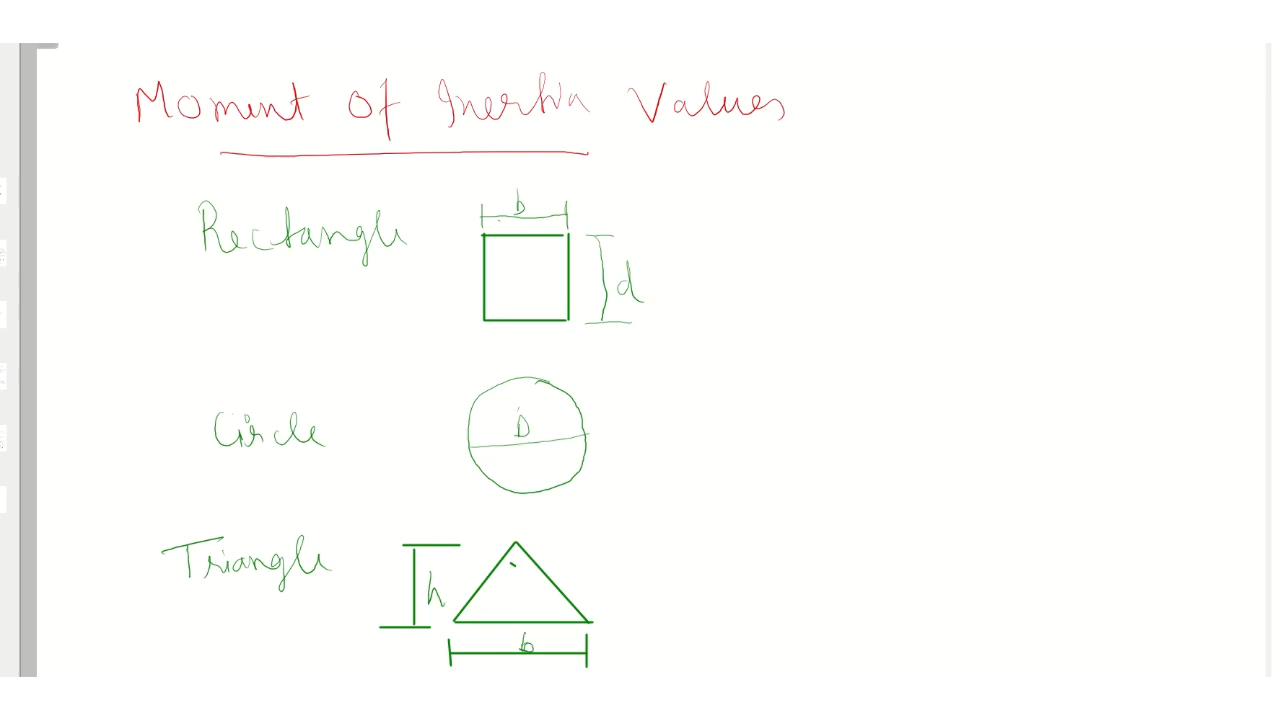 Moment Of Inertia Values
b
Rectangle
d
Circle
D
Triangle
h
b